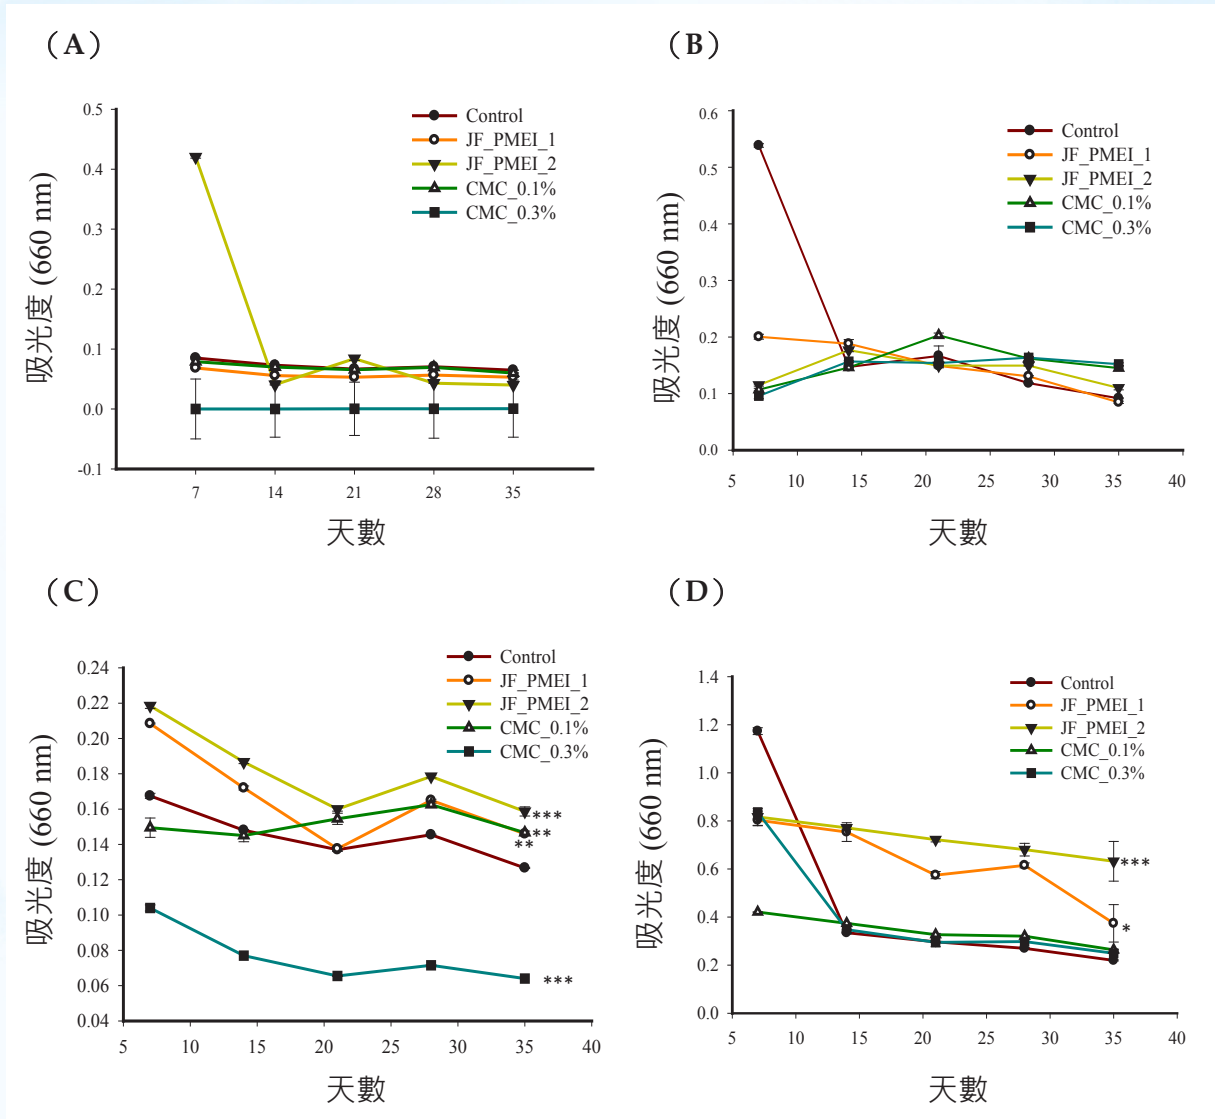 （A）
0.5
0.4
0.3
0.2
0.1
0.0
-0.1
吸光度 (660 nm)
Control
JF_PMEI_1
JF_PMEI_2
CMC_0.1%
CMC_0.3%
7 14 21 28 35
天數
（B）
0.6
0.5
0.4
0.3
0.2
0.1
0.0
吸光度 (660 nm)
Control
JF_PMEI_1
JF_PMEI_2
CMC_0.1%
CMC_0.3%
5 10 15 20 25 30 35 40
天數
（C）
0.24
0.22
0.20
0.18
0.16
0.14
0.12
0.10
0.08
0.06
0.04
吸光度 (660 nm)
Control
JF_PMEI_1
JF_PMEI_2
CMC_0.1%
CMC_0.3%
***
**
**
***
5 10 15 20 25 30 35 40
天數
（D）
1.4
1.2
1.0
0.8
0.6
0.4
0.2
0.0
吸光度 (660 nm)
Control
JF_PMEI_1
JF_PMEI_2
CMC_0.1%
CMC_0.3%
***
*
5 10 15 20 25 30 35 40
天數